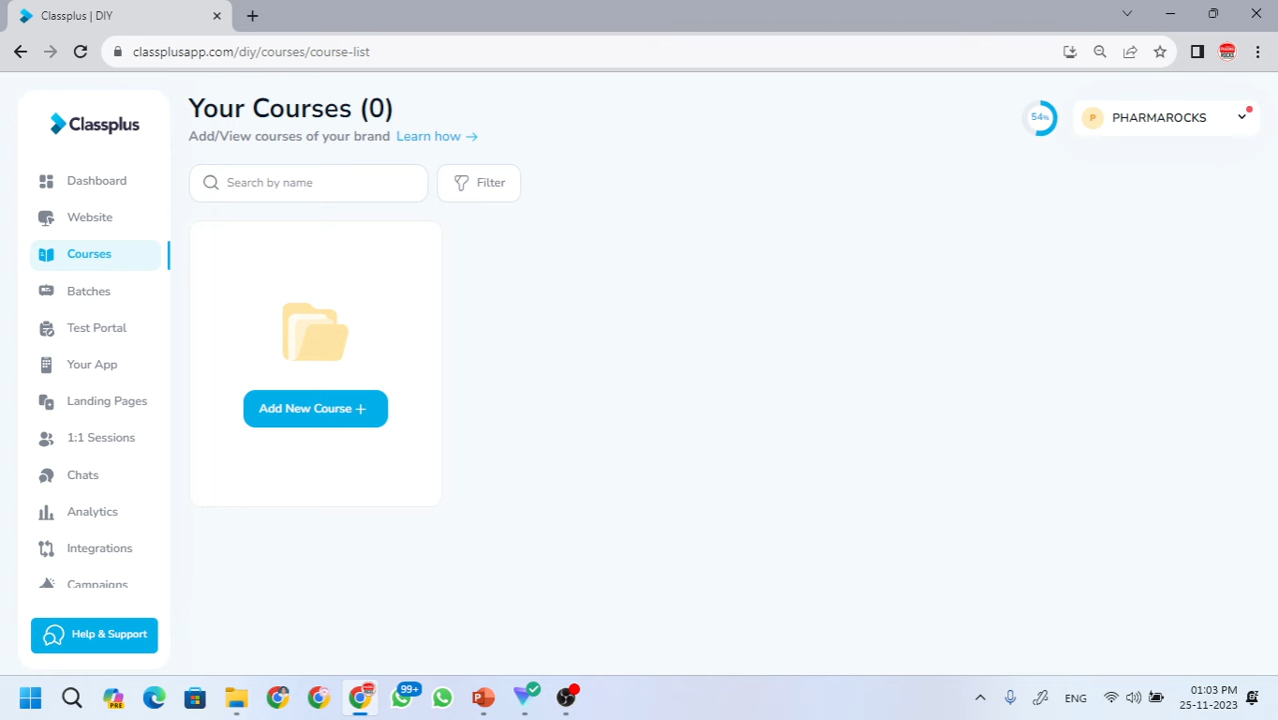 Classplus | DIY
classplusapp.com/diy/courses/course-list
Classplus
Dashboard
Website
Courses
Batches
Test Portal
Your App
Landing Pages
1:1 Sessions
Chats
Analytics
Integrations
Campaigns
Help & Support
Your Courses (0)
Add/View courses of your brand Learn how →
Search by name
Filter
Add New Course +
54%
P PHARMAROCKS
PRE
99+
ENG
01:03 PM
25-11-2023